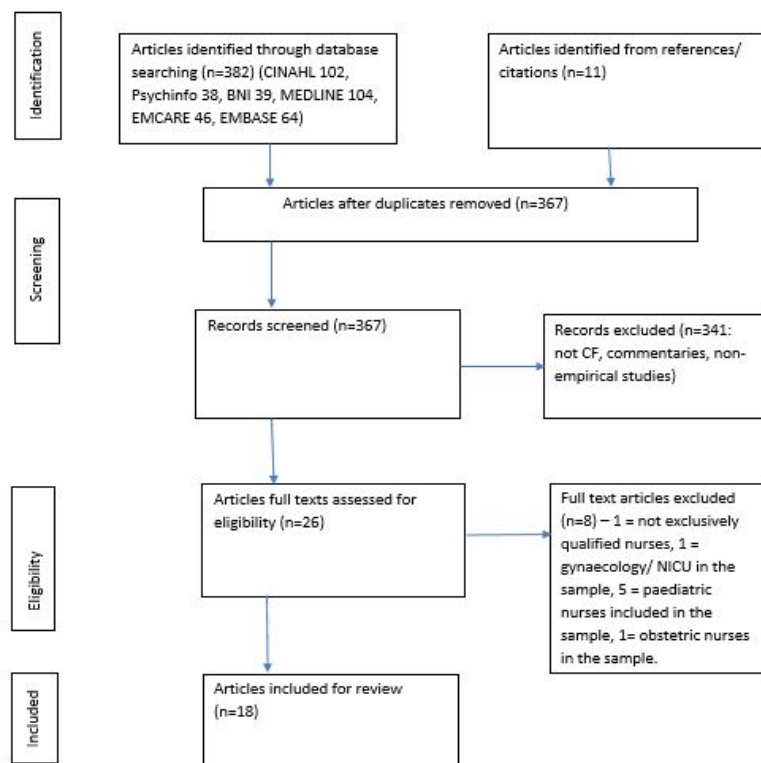 Identification
Articles identified through database
searching (n=382) (CINAHL 102,
Psychinfo 38, BNI 39, MEDLINE 104,
EMCARE 46, EMBASE 64)
Articles identified from references/
citations (n=11)
Screening
Articles after duplicates removed (n=367)
Records screened (n=367)
Records excluded (n=341:
not CF, commentaries, non-
empirical studies)
Eligibility
Articles full texts assessed for
eligibility (n=26)
Full text articles excluded
(n=8) – 1 = not exclusively
qualified nurses, 1 =
gynaecology/ NICU in the
sample, 5 = paediatric
nurses included in the
sample, 1= obstetric nurses
in the sample.
Included
Articles included for review
(n=18)